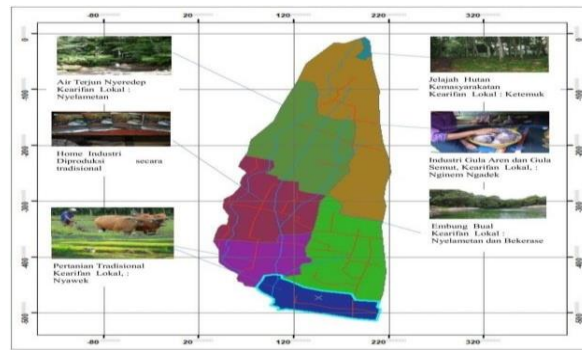 -80
20
120
220
320
Air Terjun Nyeredep
Kearifan Lokal :
Nyelametan
Home Industri
Diproduksi secara
tradisional
Pertanian Tradisional
Kearifan Lokal, :
Nyawek
Jelajah Hutan
Kemasyarakatan
Kearifan Lokal : Ketemuk
Industri Gula Aren dan Gula
Semut, Kearifan Lokal, :
Nginem Ngadek
Embung Bual
Kearifan Lokal :
Nyelametan dan Bekerase
-80
20
120
220
320